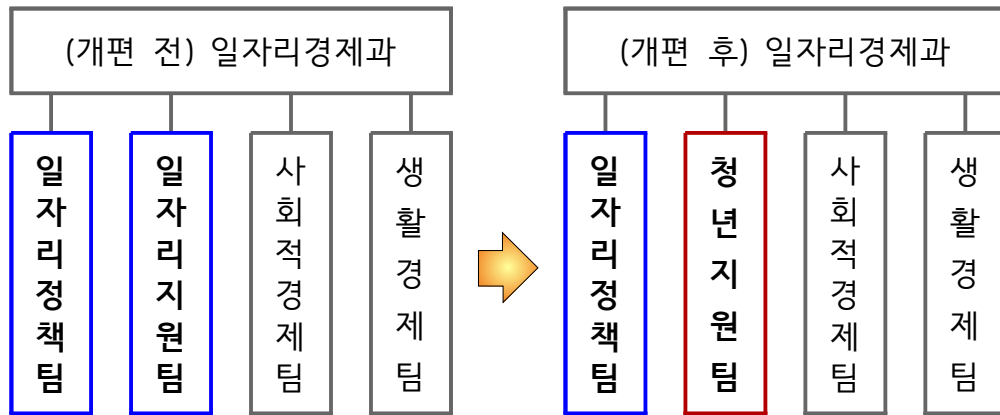 (개편 전) 일자리경제과
일자리정책팀
일자리지원팀
사회적경제팀
생활경제팀
(개편 후) 일자리경제과
일자리정책팀
청년지원팀
사회적경제팀
생활경제팀